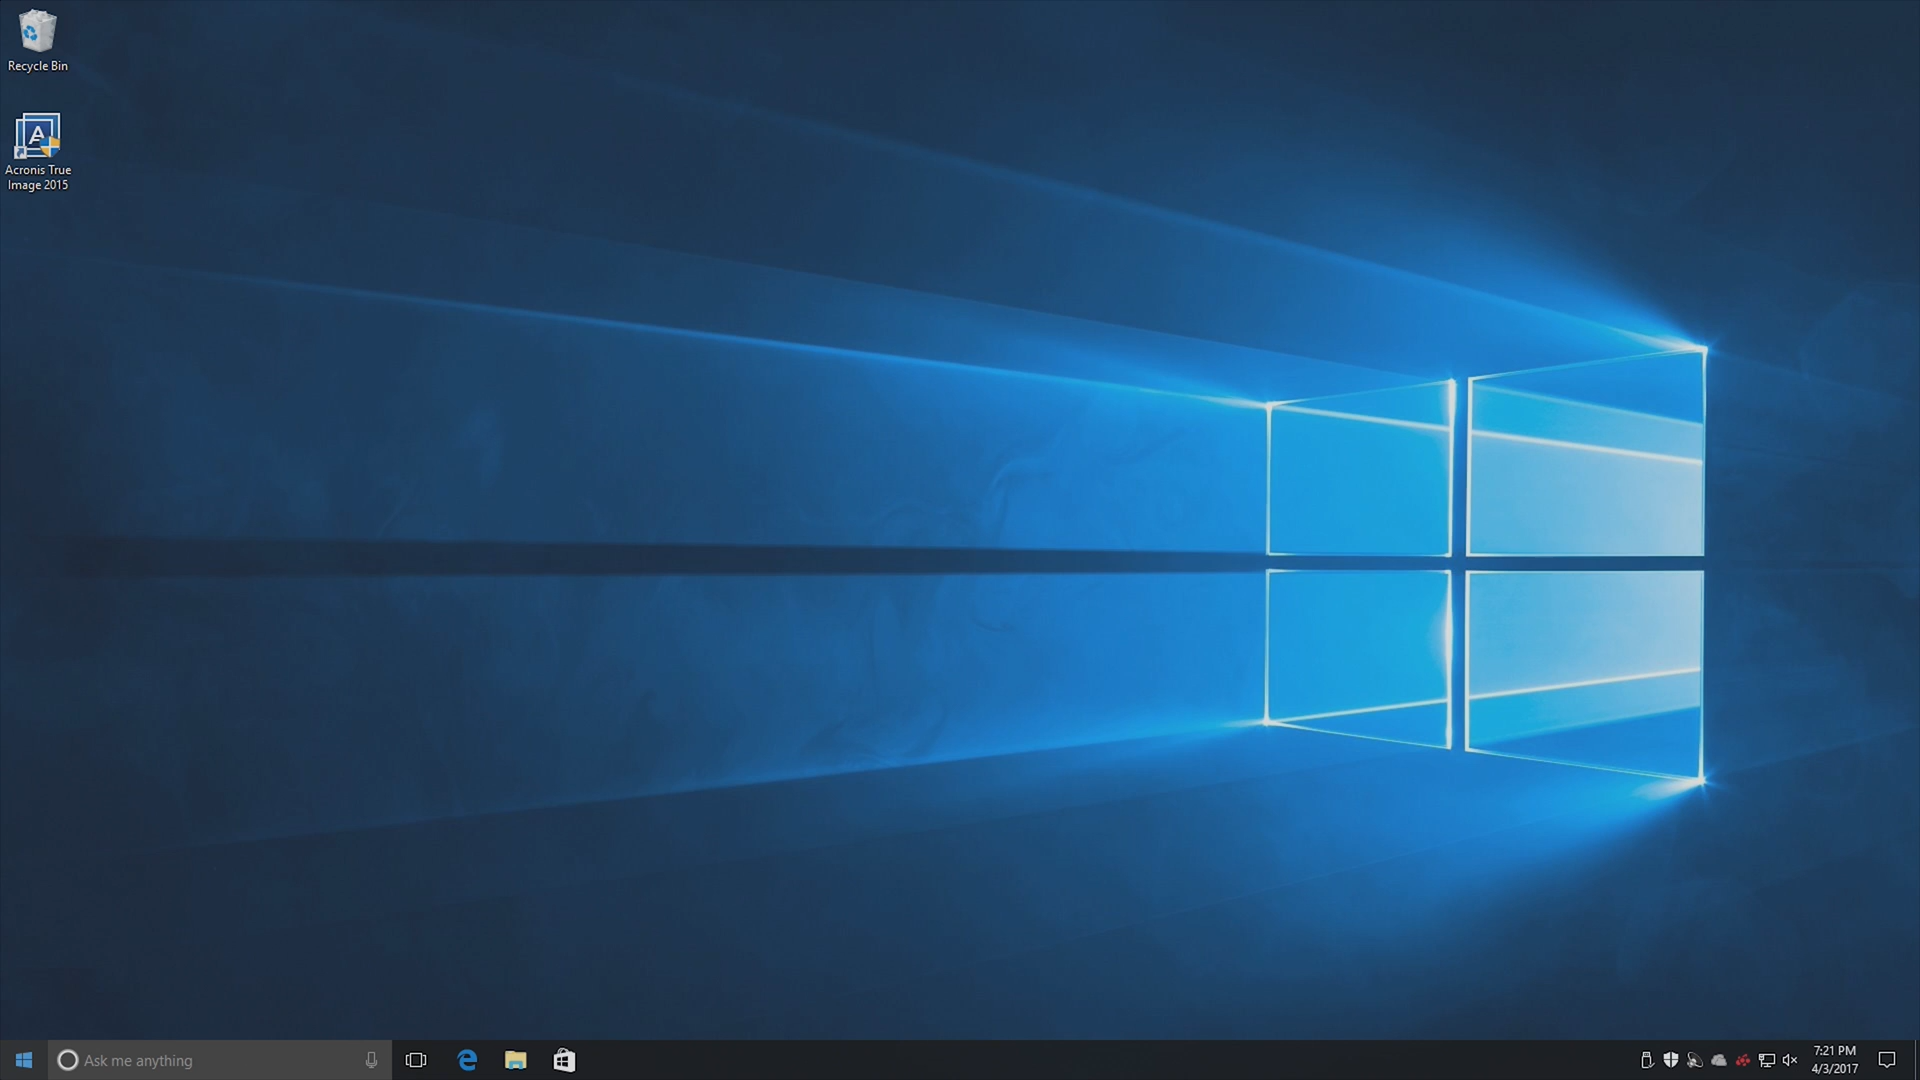 Recycle Bin
Acronis True
Image 2015
Ask me anything
7:21 PM
4/3/2017